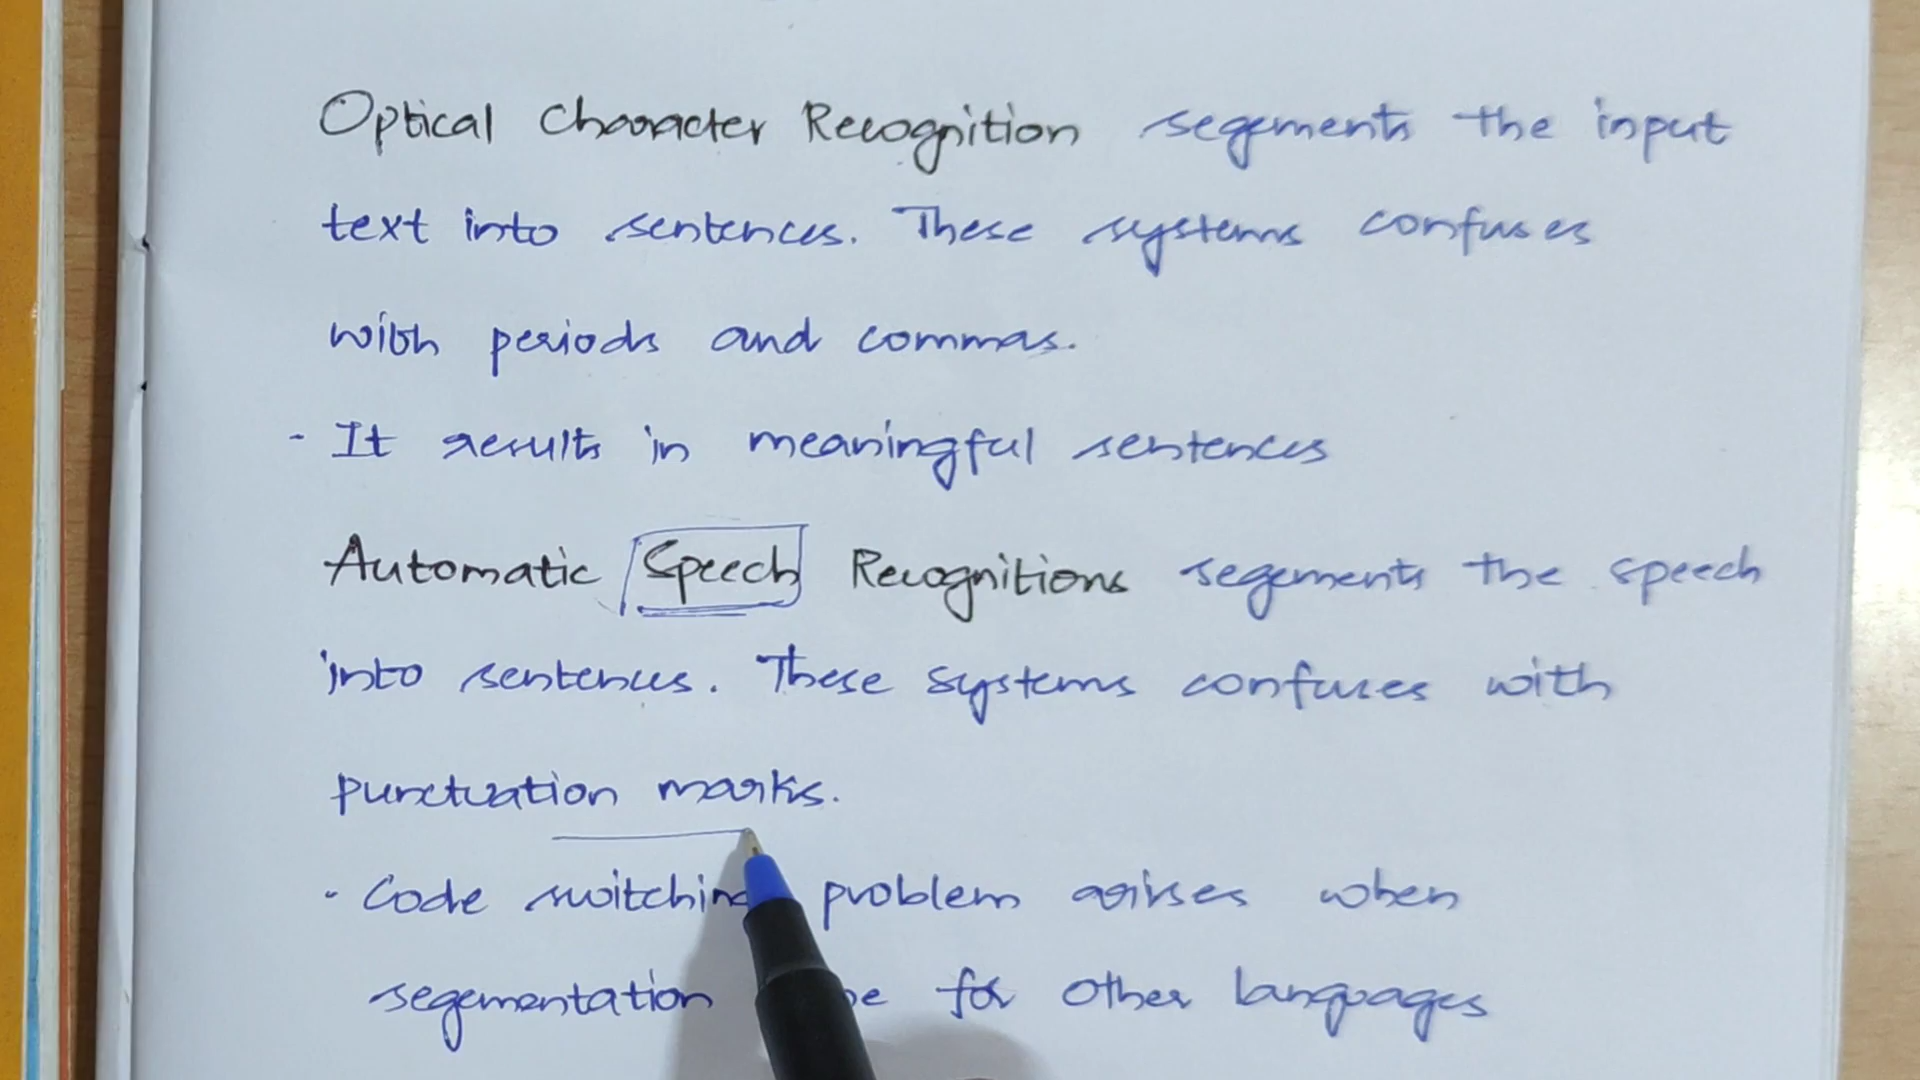 Optical Character Recognition segements the input
text into sentences. These systems confuses
with periods and commas.
- It results in meaningful sentences
Automatic Speech Recognitions segements the speech
into sentences. These systems confuses with
punctuation marks.
- Code switching problem arises when
segementation for other languages